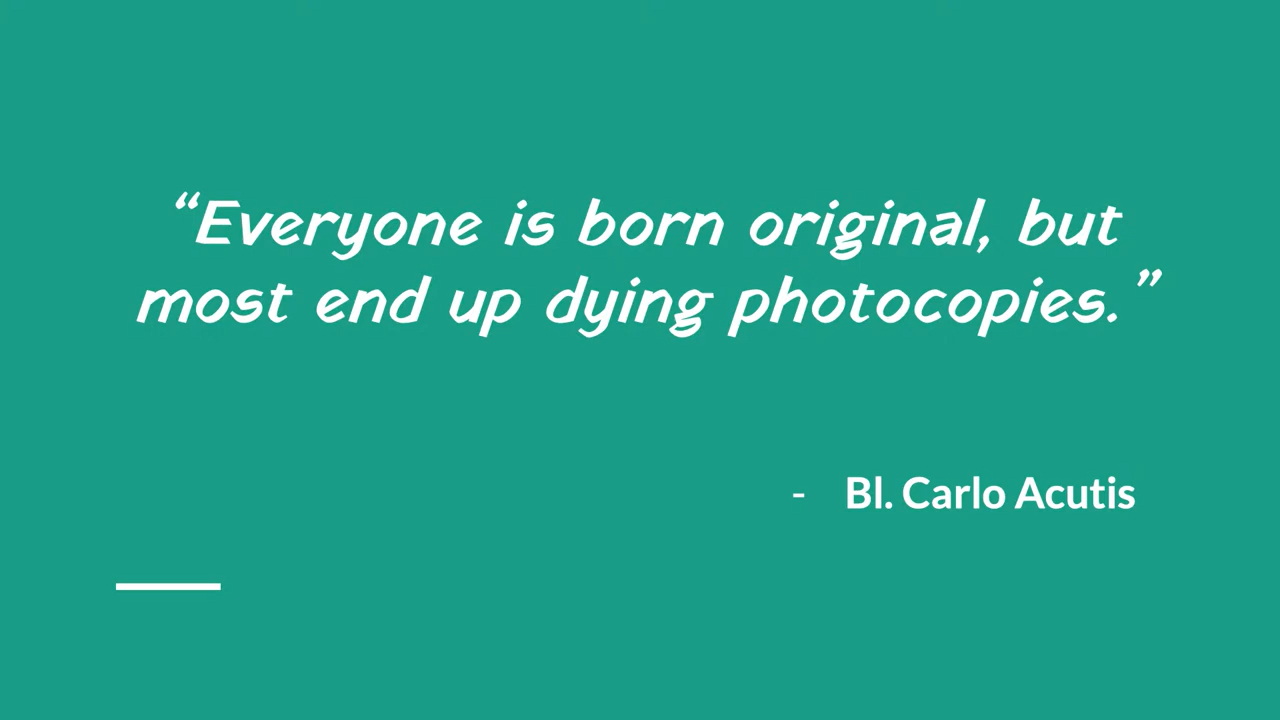 “Everyone is born original, but
most end up dying photocopies.”
- Bl. Carlo Acutis